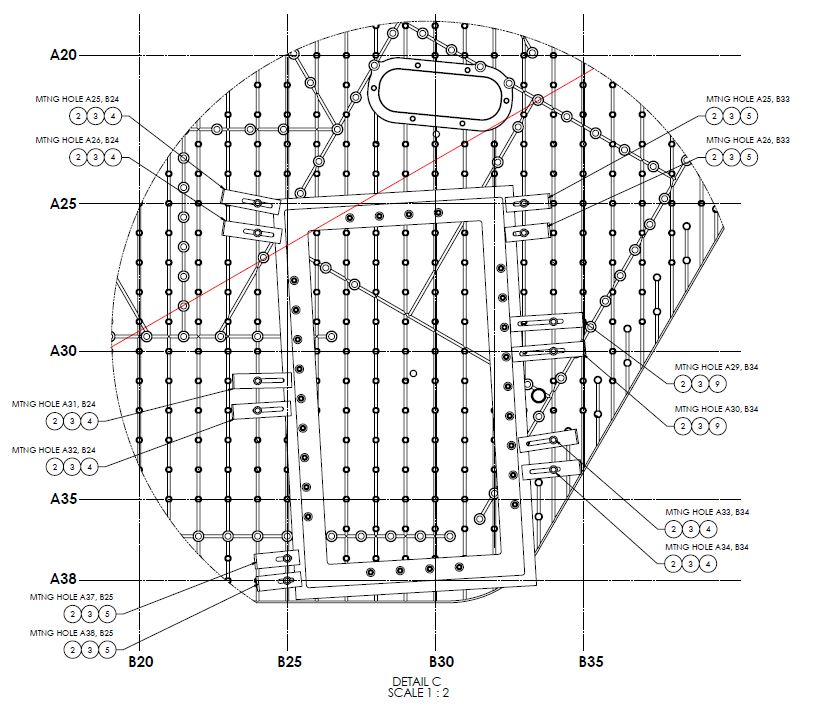 A20
MTNG HOLE A25, B24
2 3 4
MTNG HOLE A25, B33
2 3 5
MTNG HOLE A26, B24
2 3 4
MTNG HOLE A26, B33
2 3 5
A25
A30
MTNG HOLE A29, B34
2 3 9
MTNG HOLE A31, B24
2 3 4
MTNG HOLE A30, B34
2 3 9
MTNG HOLE A32, B24
2 3 4
A35
MTNG HOLE A33, B34
2 3 4
MTNG HOLE A34, B34
2 3 4
A38
MTNG HOLE A37, B25
2 3 5
MTNG HOLE A38, B25
2 3 5
B20 B25 B30 B35
DETAIL C
SCALE 1 : 2